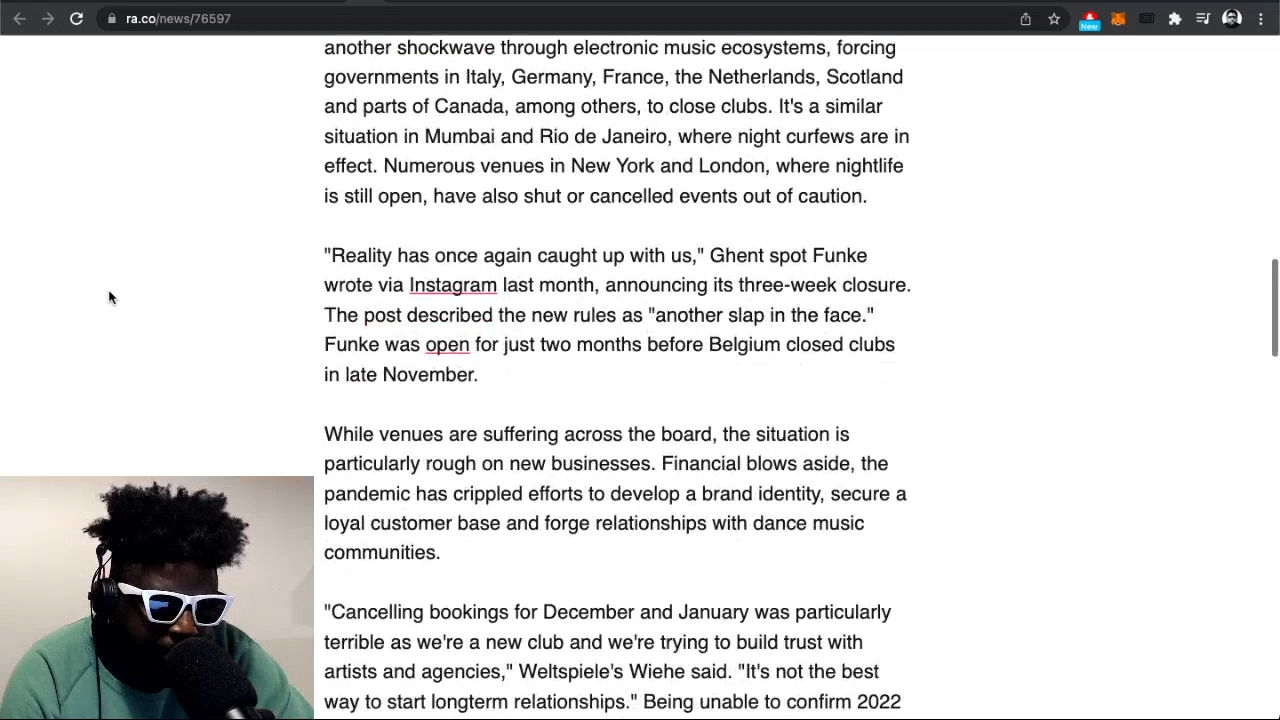 ra.co/news/76597
New
another shockwave through electronic music ecosystems, forcing
governments in Italy, Germany, France, the Netherlands, Scotland
and parts of Canada, among others, to close clubs. It's a similar
situation in Mumbai and Rio de Janeiro, where night curfews are in
effect. Numerous venues in New York and London, where nightlife
is still open, have also shut or cancelled events out of caution.
"Reality has once again caught up with us," Ghent spot Funke
wrote via Instagram last month, announcing its three-week closure.
The post described the new rules as "another slap in the face."
Funke was open for just two months before Belgium closed clubs
in late November.
While venues are suffering across the board, the situation is
particularly rough on new businesses. Financial blows aside, the
pandemic has crippled efforts to develop a brand identity, secure a
loyal customer base and forge relationships with dance music
communities.
"Cancelling bookings for December and January was particularly
terrible as we're a new club and we're trying to build trust with
artists and agencies," Weltspiele's Wiehe said. "It's not the best
way to start longterm relationships." Being unable to confirm 2022